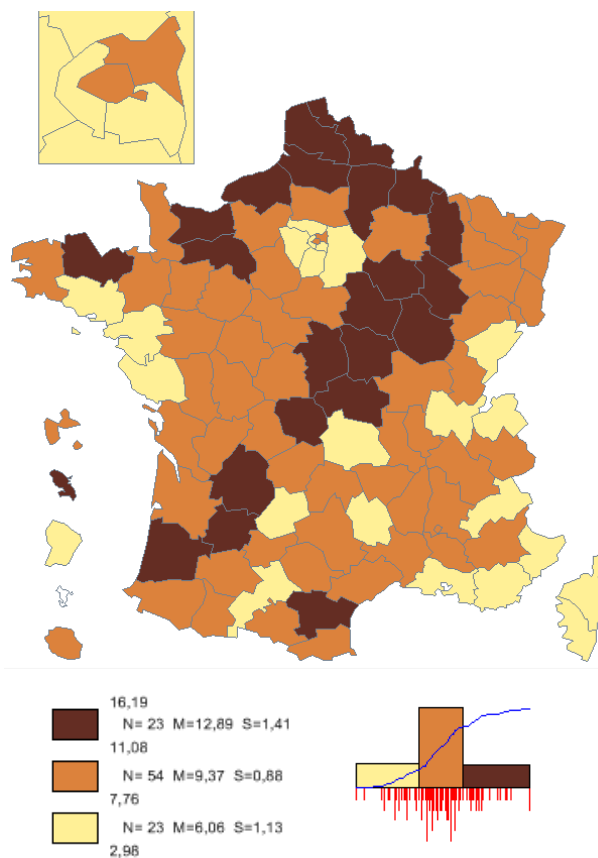 16,19
N= 23 M=12,89 S=1,41
11,08
N= 54 M=9,37 S=0,88
7,76
N= 23 M=6,06 S=1,13
2,98